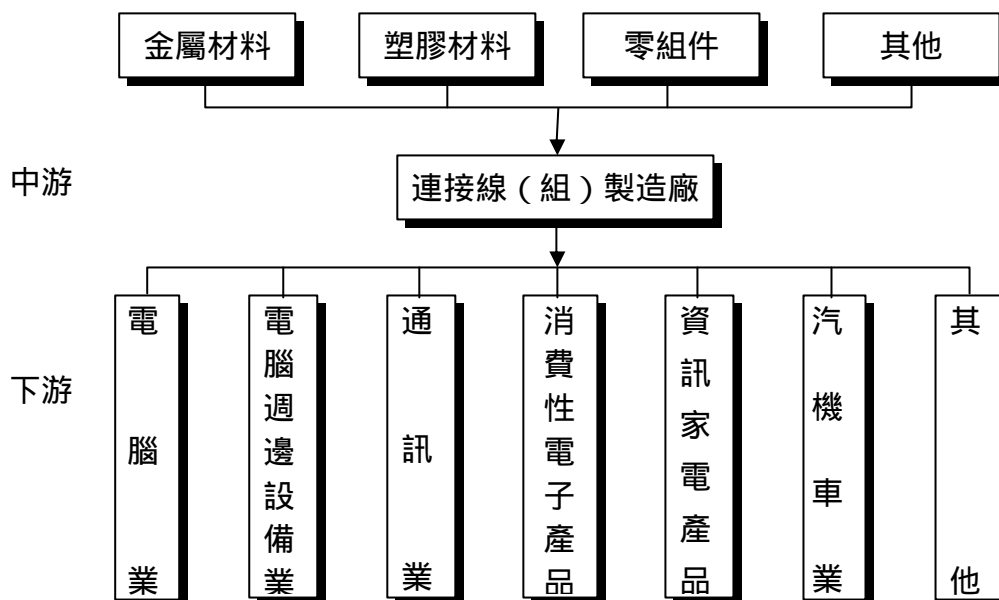 金屬材料
塑膠材料
零組件
其他
中游
連接線（組）製造廠
下游
電腦業
電腦週邊設備業
通訊業
消費性電子產品
資訊家電產品
汽機車業
其他